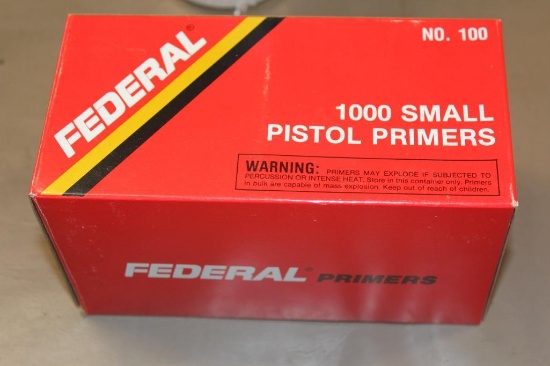 NO. 100
FEDERAL®
1000 SMALL
PISTOL PRIMERS
WARNING: PRIMERS MAY EXPLODE IF SUBJECTED TO
PERCUSSION OR INTENSE HEAT. Store in this container only. Primers
in bulk are capable of mass explosion. Keep out of reach of children.
FEDERAL® PRIMERS